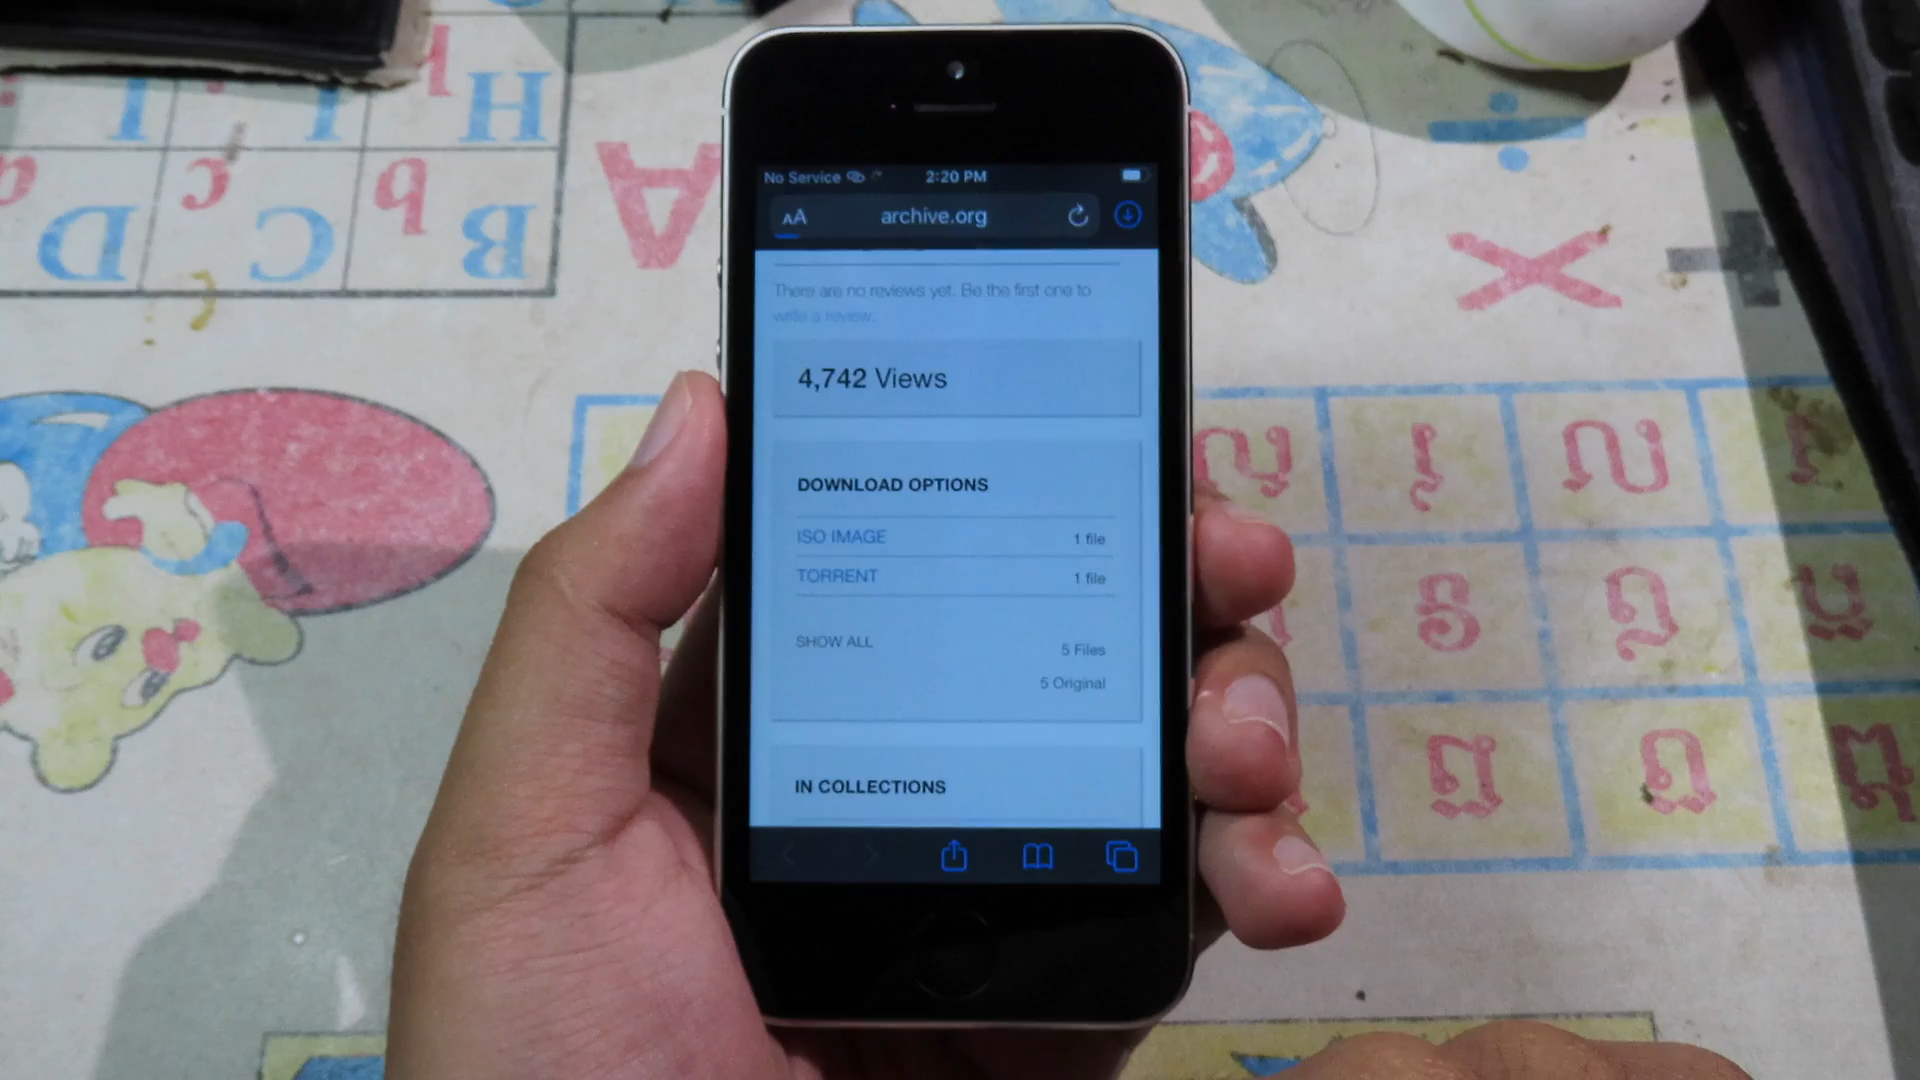 No Service 2:20 PM
AA archive.org
There are no reviews yet. Be the first one to
write a review.
4,742 Views
DOWNLOAD OPTIONS
ISO IMAGE 1 file
TORRENT 1 file
SHOW ALL 5 Files
5 Original
IN COLLECTIONS
h
I I H
A
c b
D C B
÷
× +